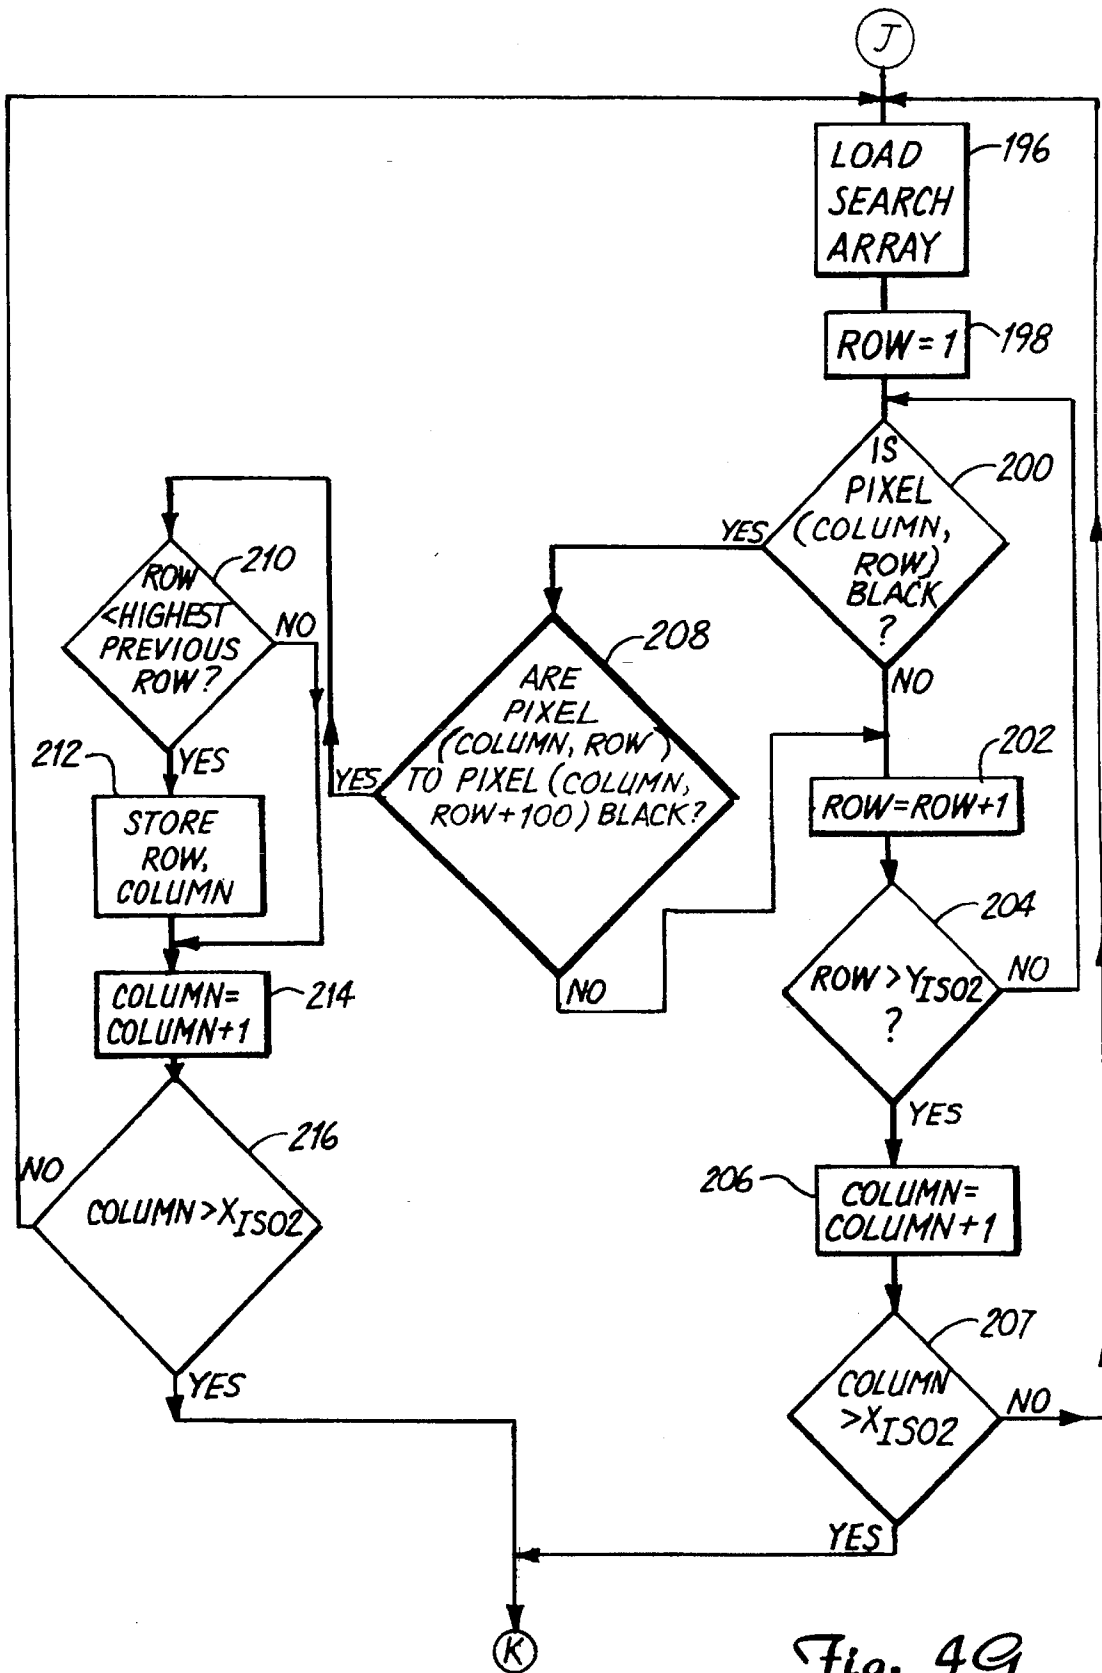 J
LOAD
SEARCH
ARRAY
196
ROW = 1
198
IS
PIXEL
(COLUMN,
ROW)
BLACK
?
200
YES
NO
ROW
<HIGHEST
PREVIOUS
ROW?
210
NO
YES
ARE
PIXEL
(COLUMN, ROW)
TO PIXEL (COLUMN,
ROW+100) BLACK?
208
YES
NO
ROW=ROW+1
202
212
STORE
ROW,
COLUMN
ROW > YISO2
?
204
NO
YES
COLUMN=
COLUMN+1
214
COLUMN > XISO2
216
NO
YES
206
COLUMN=
COLUMN+1
COLUMN
>XISO2
207
NO
YES
K
Fig. 4G